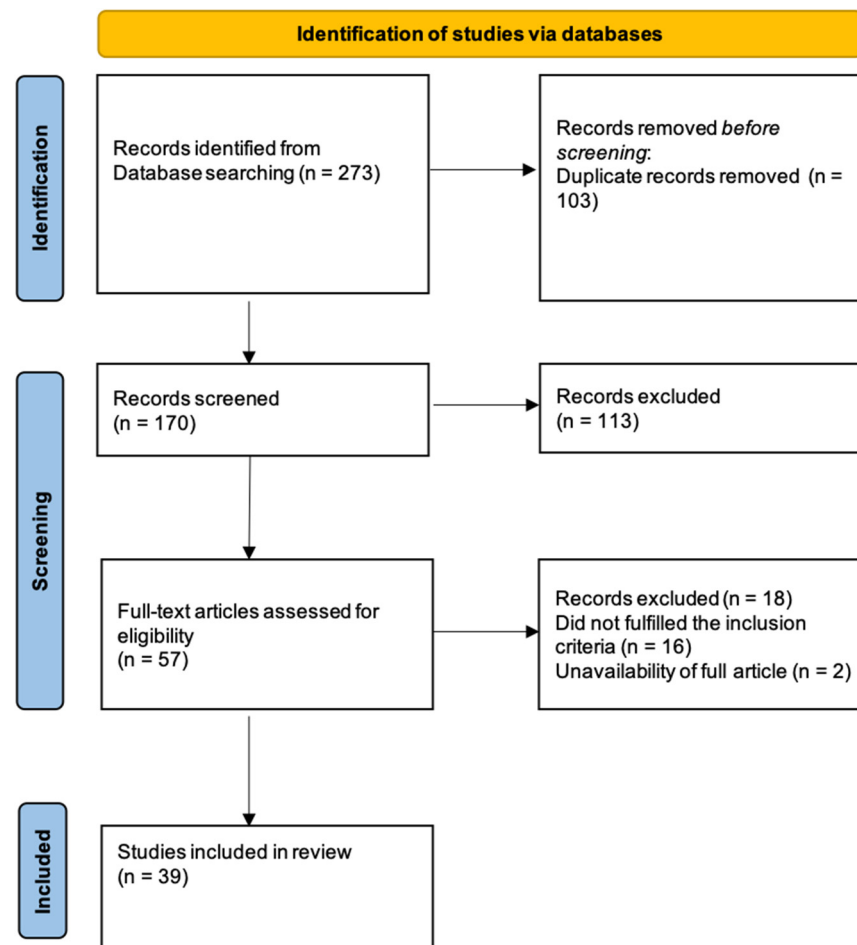 Identification of studies via databases
Identification
Records identified from
Database searching (n = 273)
Records removed before
screening:
Duplicate records removed (n =
103)
Screening
Records screened
(n = 170)
Records excluded
(n = 113)
Full-text articles assessed for
eligibility
(n = 57)
Records excluded (n = 18)
Did not fulfilled the inclusion
criteria (n = 16)
Unavailability of full article (n = 2)
Included
Studies included in review
(n = 39)